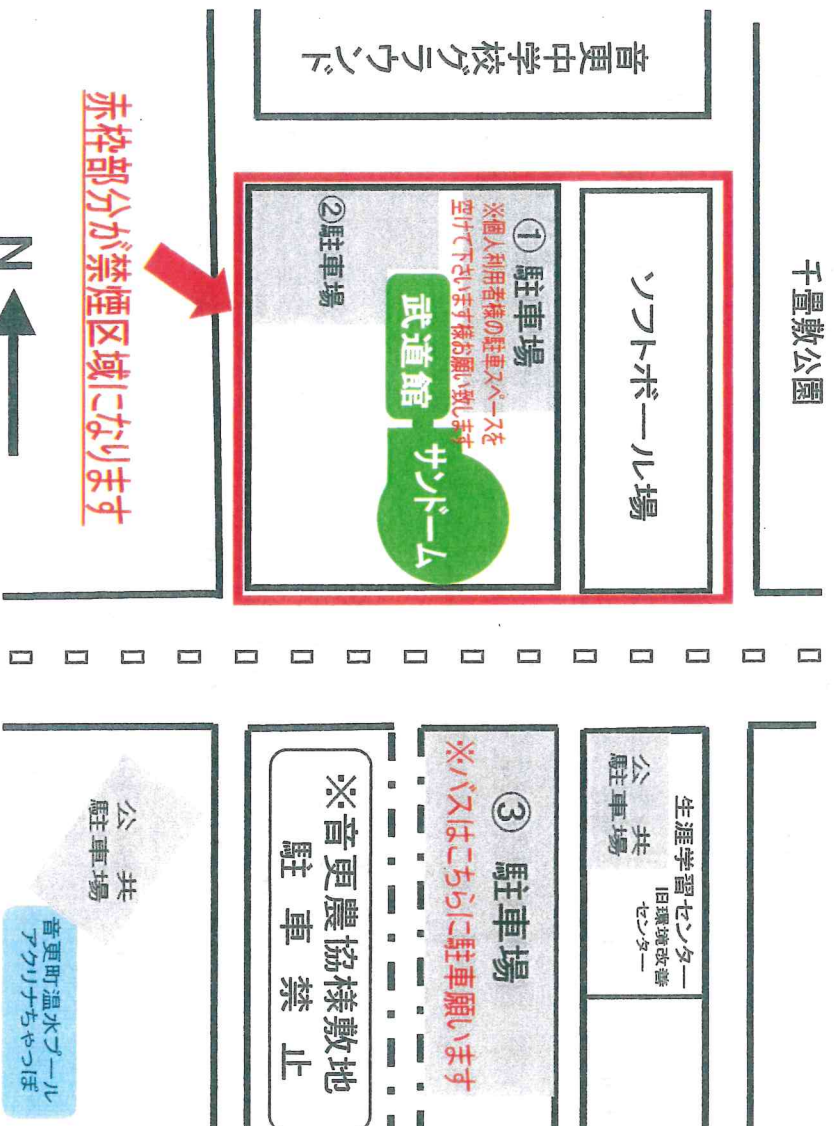 千畳敷公園
音更中学校グラウンド
ソフトボール場
① 駐車場
※個人利用者様の駐車スペースを
空けて下さいます様お願い致します
武道館
サンドーム
②駐車場
赤枠部分が禁煙区域になります
N
生涯学習センター
旧環境改善
センター
公 共
駐車場
③ 駐車場
※バスはこちらに駐車願います
※音更農協様敷地
駐 車 禁 止
公 共
駐車場
音更町温水プール
アクリナちゃっぽ